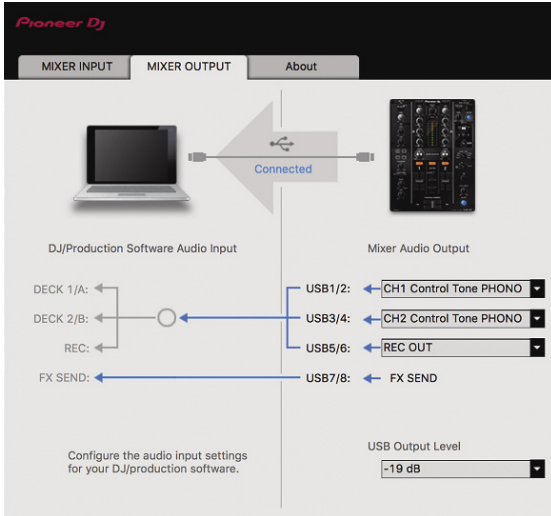 Pioneer Dj
MIXER INPUT
MIXER OUTPUT
About
Connected
DJ/Production Software Audio Input
Mixer Audio Output
DECK 1/A:
DECK 2/B:
REC:
FX SEND:
USB1/2:
CH1 Control Tone PHONO
USB3/4:
CH2 Control Tone PHONO
USB5/6:
REC OUT
USB7/8:
FX SEND
Configure the audio input settings
for your DJ/production software.
USB Output Level
-19 dB